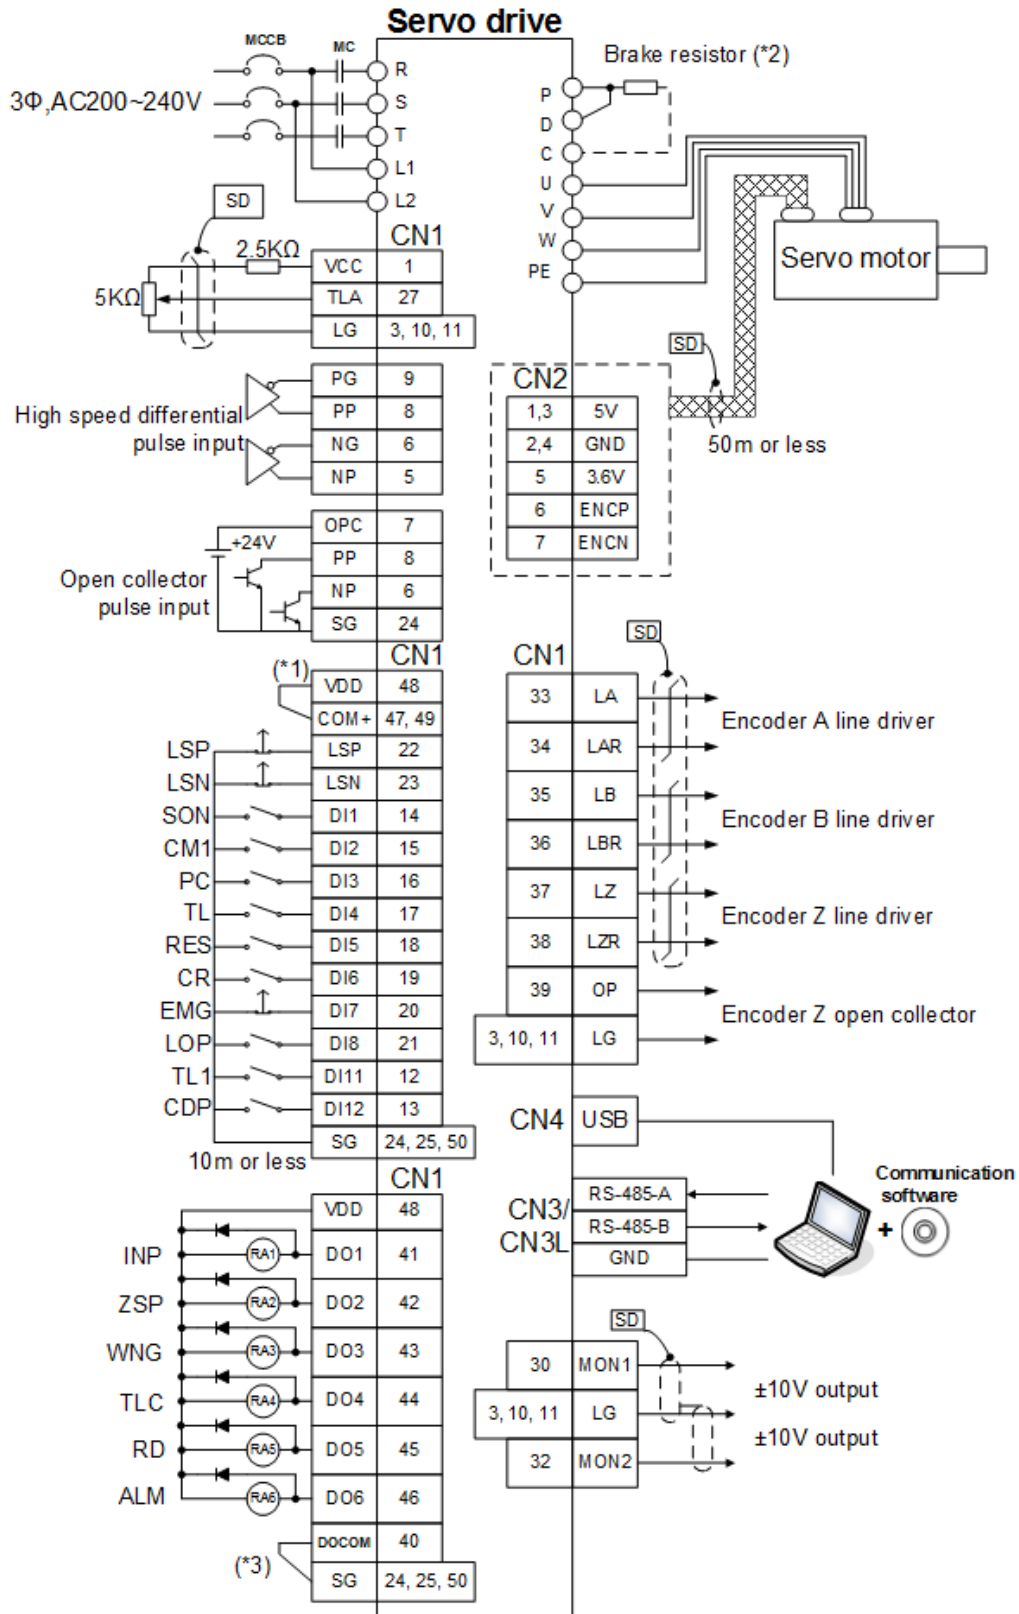 Servo drive
MCCB
MC
3Φ,AC200~240V
R
S
T
L1
L2
SD
CN1
2.5KΩ
5KΩ
VCC 1
TLA 27
LG 3, 10, 11
High speed differential
pulse input
PG 9
PP 8
NG 6
NP 5
+24V
Open collector
pulse input
OPC 7
PP 8
NP 6
SG 24
CN1
(*1)
VDD 48
COM+ 47, 49
LSP LSP 22
LSN LSN 23
SON DI1 14
CM1 DI2 15
PC DI3 16
TL DI4 17
RES DI5 18
CR DI6 19
EMG DI7 20
LOP DI8 21
TL1 DI11 12
CDP DI12 13
SG 24, 25, 50
10m or less
CN1
VDD 48
INP RA1 DO1 41
ZSP RA2 DO2 42
WNG RA3 DO3 43
TLC RA4 DO4 44
RD RA5 DO5 45
ALM RA6 DO6 46
(*3)
DOCOM 40
SG 24, 25, 50
Brake resistor (*2)
P
D
C
U
V
W
PE
Servo motor
SD
50m or less
CN2
1,3 5V
2,4 GND
5 3.6V
6 ENCP
7 ENCN
SD
CN1
33 LA
34 LAR
Encoder A line driver
35 LB
36 LBR
Encoder B line driver
37 LZ
38 LZR
Encoder Z line driver
39 OP
3, 10, 11 LG
Encoder Z open collector
CN4 USB
CN3/
CN3L
RS-485-A
RS-485-B
GND
Communication
software
+
SD
30 MON1
3, 10, 11 LG
32 MON2
±10V output
±10V output